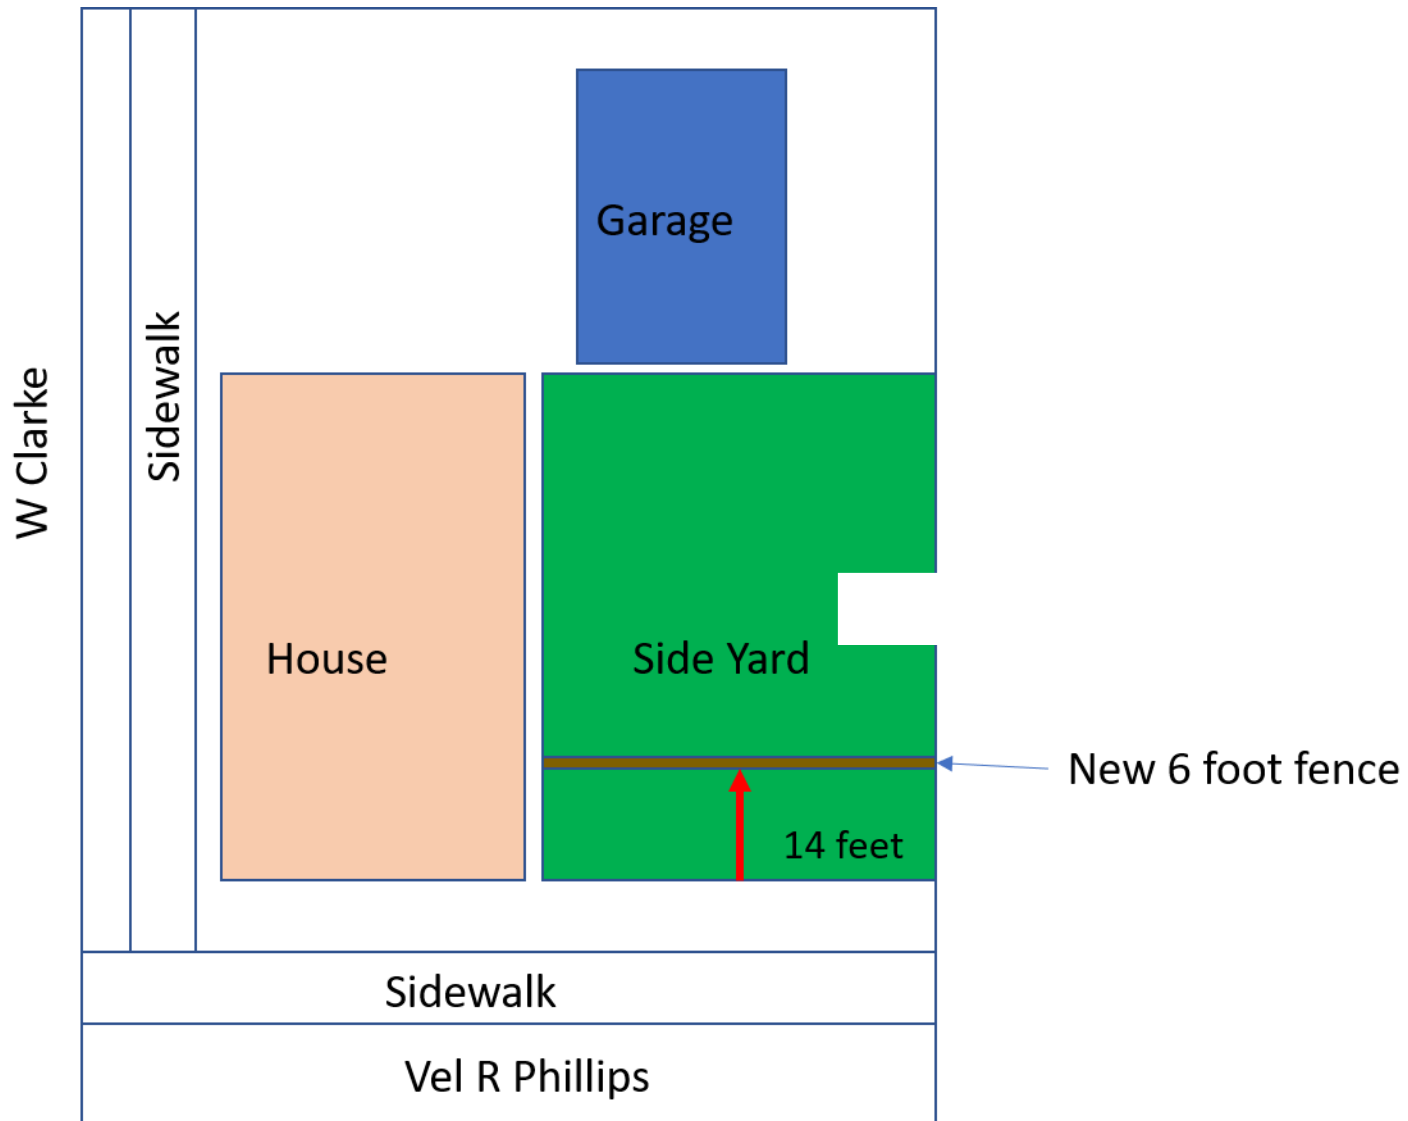 Garage
Sidewalk
W Clarke
House
Side Yard
New 6 foot fence
14 feet
Sidewalk
Vel R Phillips